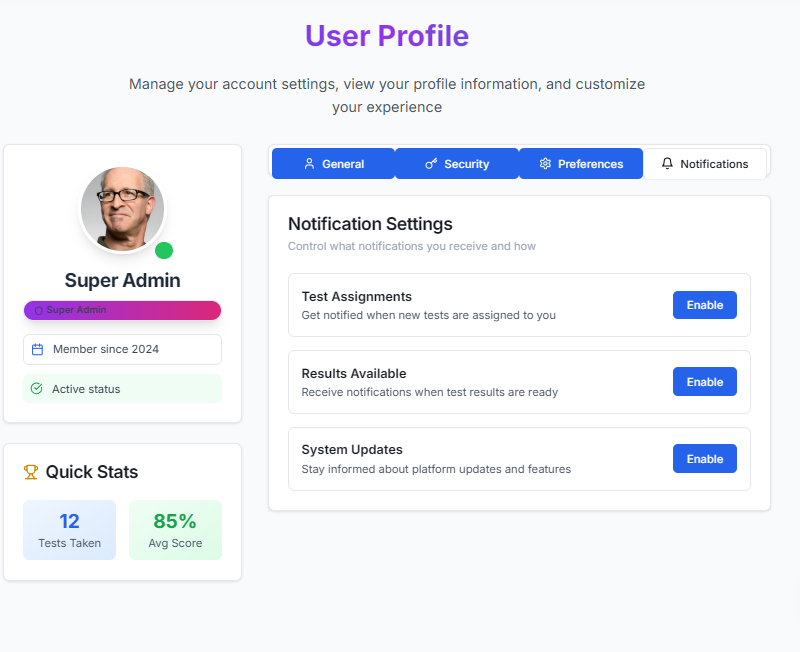 User Profile
Manage your account settings, view your profile information, and customize
your experience
Super Admin
Super Admin
Member since 2024
Active status
Quick Stats
12
Tests Taken
85%
Avg Score
General
Security
Preferences
Notifications
Notification Settings
Control what notifications you receive and how
Test Assignments
Get notified when new tests are assigned to you
Enable
Results Available
Receive notifications when test results are ready
Enable
System Updates
Stay informed about platform updates and features
Enable